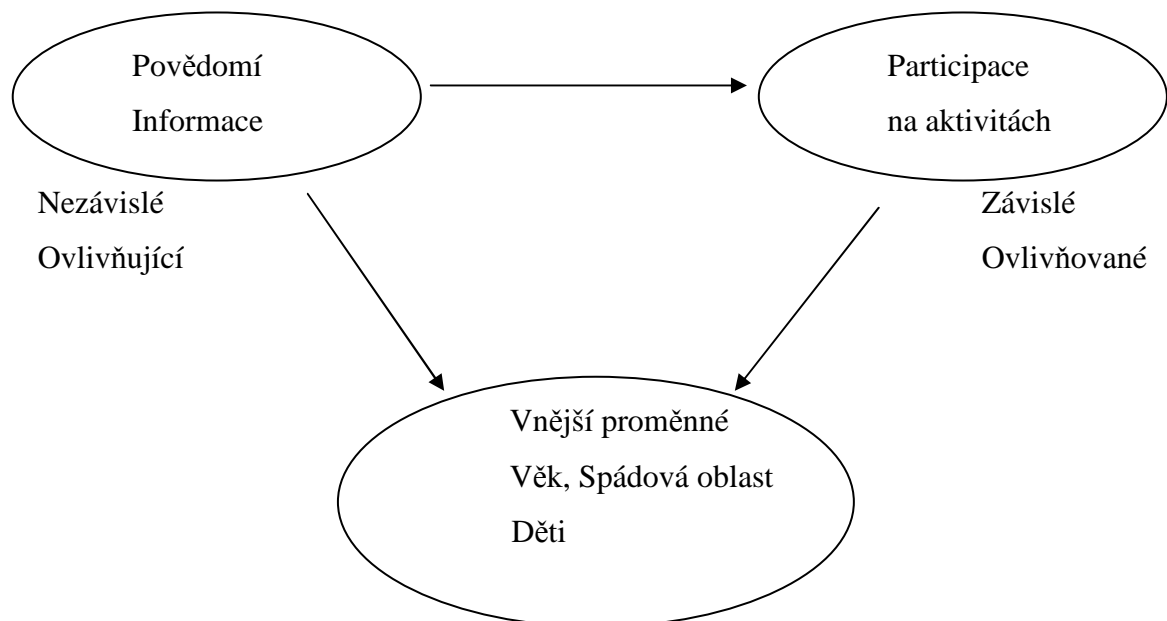 Povědomí
Informace
Participace
na aktivitách
Nezávislé
Ovlivňující
Závislé
Ovlivňované
Vnější proměnné
Věk, Spádová oblast
Děti